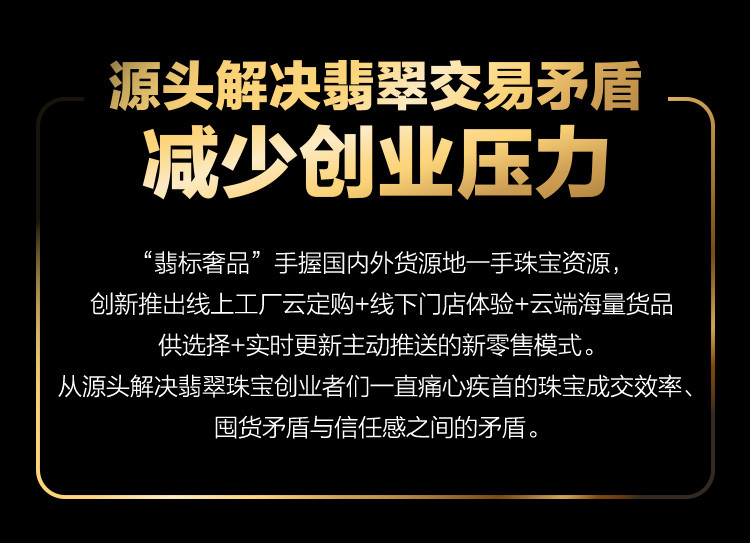 源头解决翡翠交易矛盾
减少创业压力
“翡标奢品”手握国内外货源地一手珠宝资源，
创新推出线上工厂云定购+线下门店体验+云端海量货品
供选择+实时更新主动推送的新零售模式。
从源头解决翡翠珠宝创业者们一直痛心疾首的珠宝成交效率、
囤货矛盾与信任感之间的矛盾。